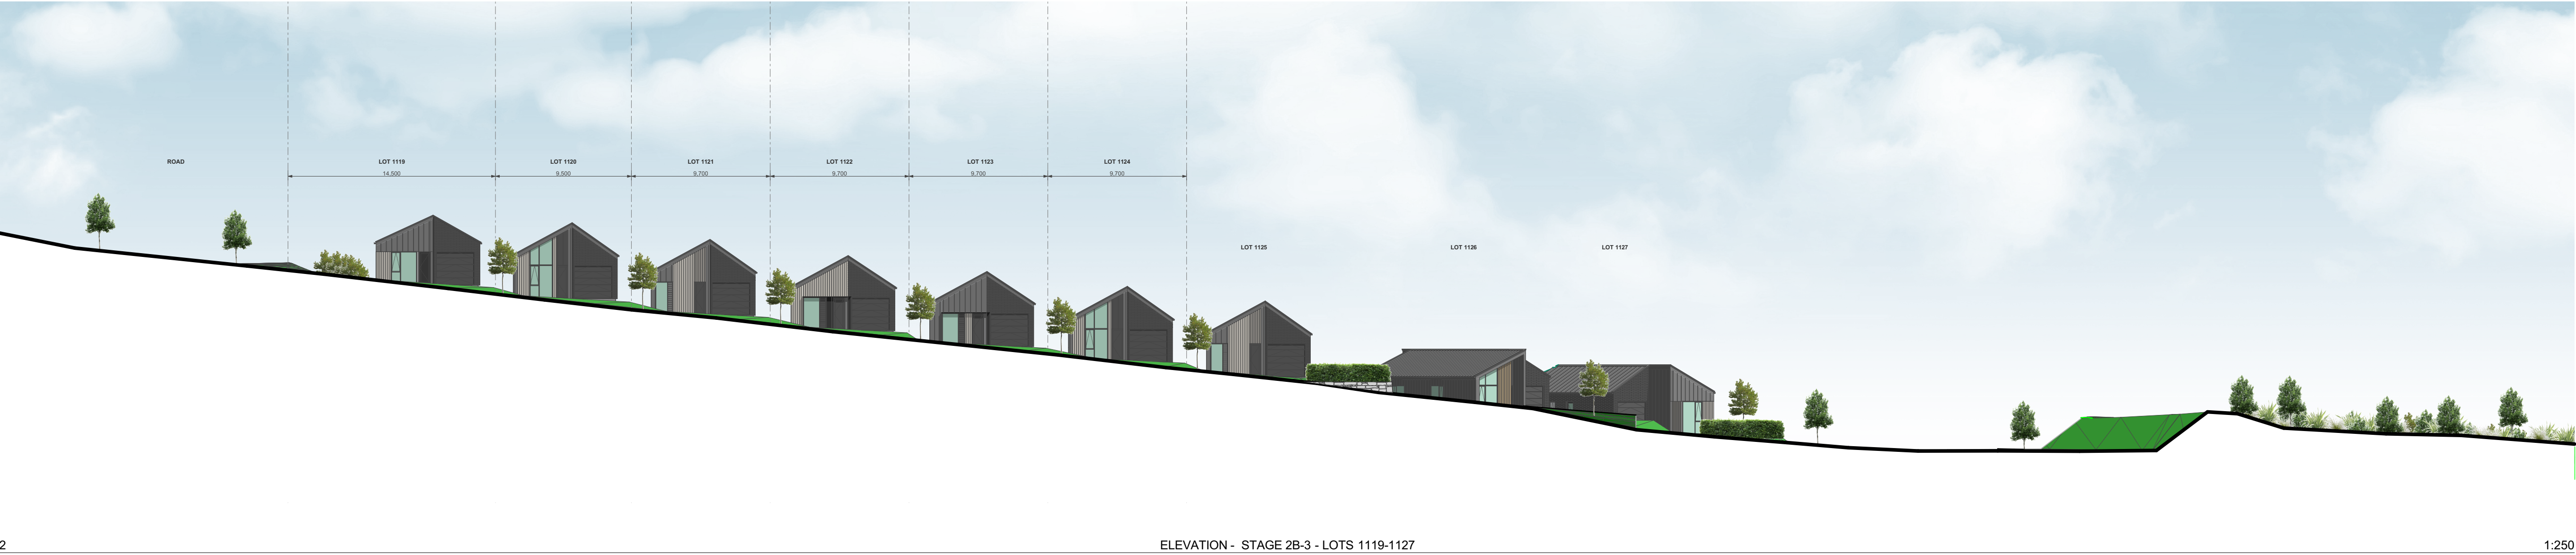 ROAD LOT 1119 LOT 1120 LOT 1121 LOT 1122 LOT 1123 LOT 1124
14,500 9,500 9,700 9,700 9,700 9,700
LOT 1125 LOT 1126 LOT 1127
2 ELEVATION - STAGE 2B-3 - LOTS 1119-1127 1:250